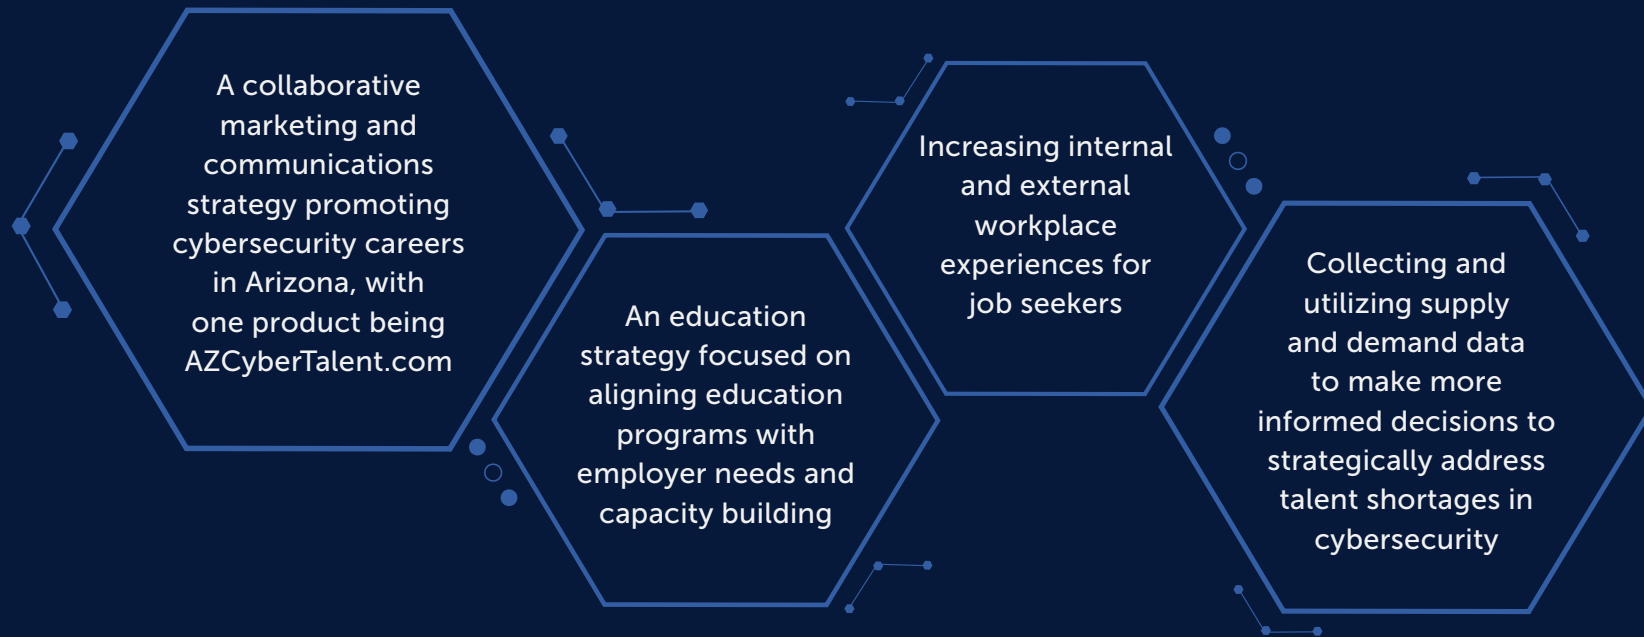 A collaborative
marketing and
communications
strategy promoting
cybersecurity careers
in Arizona, with
one product being
AZCyberTalent.com
An education
strategy focused on
aligning education
programs with
employer needs and
capacity building
Increasing internal
and external
workplace
experiences for
job seekers
Collecting and
utilizing supply
and demand data
to make more
informed decisions to
strategically address
talent shortages in
cybersecurity